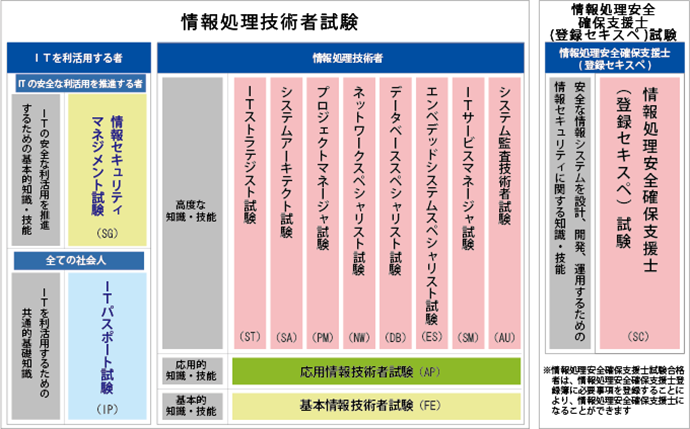 情報処理技術者試験
ITを利活用する者
ITの安全な利活用を推進する者
ITの安全な利活用を推進
するための基本的知識・技能
情報セキュリティ
マネジメント試験
(SG)
全ての社会人
ITを利活用するための
共通的基礎知識
ITパスポート試験
(IP)
情報処理技術者
高度な
知識・技能
ITストラテジスト試験
(ST)
システムアーキテクト試験
(SA)
プロジェクトマネージャ試験
(PM)
ネットワークスペシャリスト試験
(NW)
データベーススペシャリスト試験
(DB)
エンベデッドシステムスペシャリスト試験
(ES)
ITサービスマネージャ試験
(SM)
システム監査技術者試験
(AU)
応用的
知識・技能
応用情報技術者試験(AP)
基本的
知識・技能
基本情報技術者試験(FE)
情報処理安全
確保支援士
(登録セキスペ)試験
情報処理安全確保支援士
(登録セキスペ)
安全な情報システムを設計、開発、運用するための
情報セキュリティに関する知識・技能
情報処理安全確保支援士
(登録セキスペ)試験
(SC)
※情報処理安全確保支援士試験合格
者は、情報処理安全確保支援士登
録簿に必要事項を登録することに
より、情報処理安全確保支援士に
なることができます